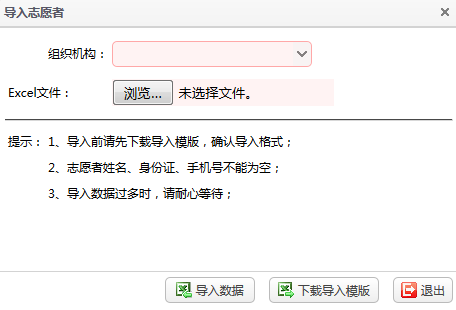 导入志愿者
组织机构：
Excel文件： 浏览... 未选择文件。
提示： 1、导入前请先下载导入模版，确认导入格式；
2、志愿者姓名、身份证、手机号不能为空；
3、导入数据过多时，请耐心等待；
导入数据 下载导入模版 退出